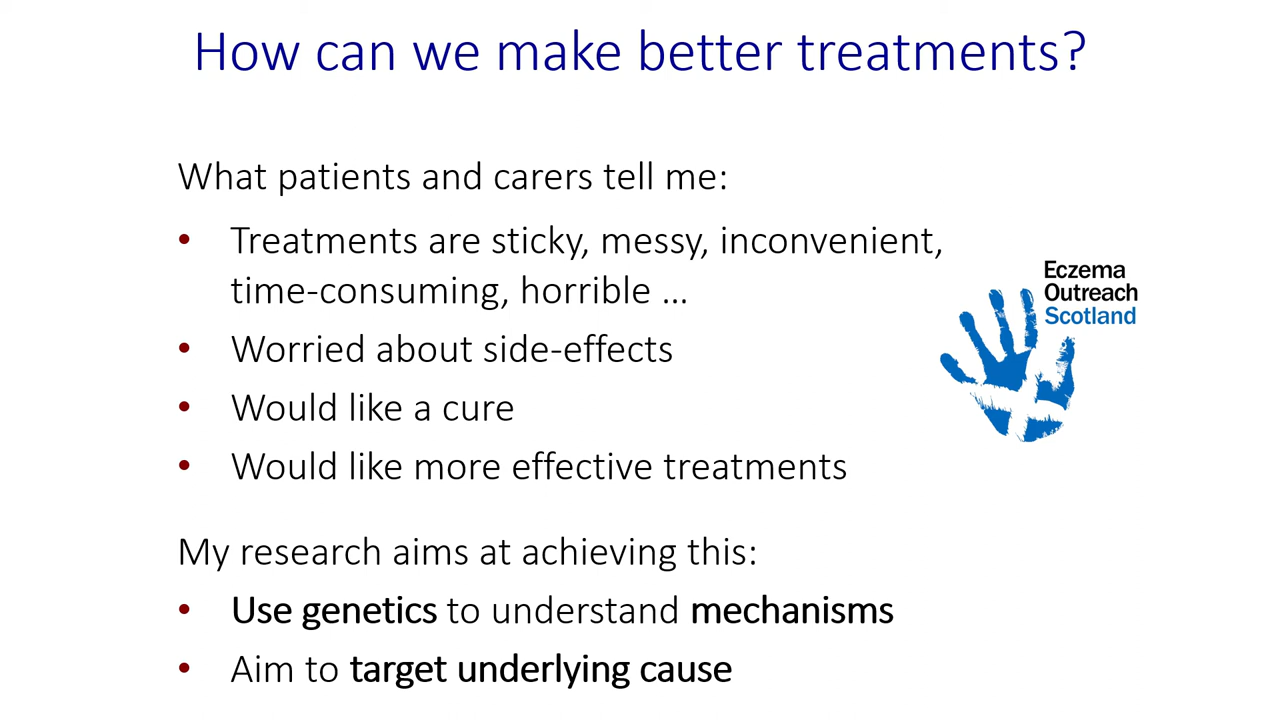 How can we make better treatments?
What patients and carers tell me:
• Treatments are sticky, messy, inconvenient,
time-consuming, horrible ...
• Worried about side-effects
• Would like a cure
• Would like more effective treatments
Eczema
Outreach
Scotland
My research aims at achieving this:
• Use genetics to understand mechanisms
• Aim to target underlying cause